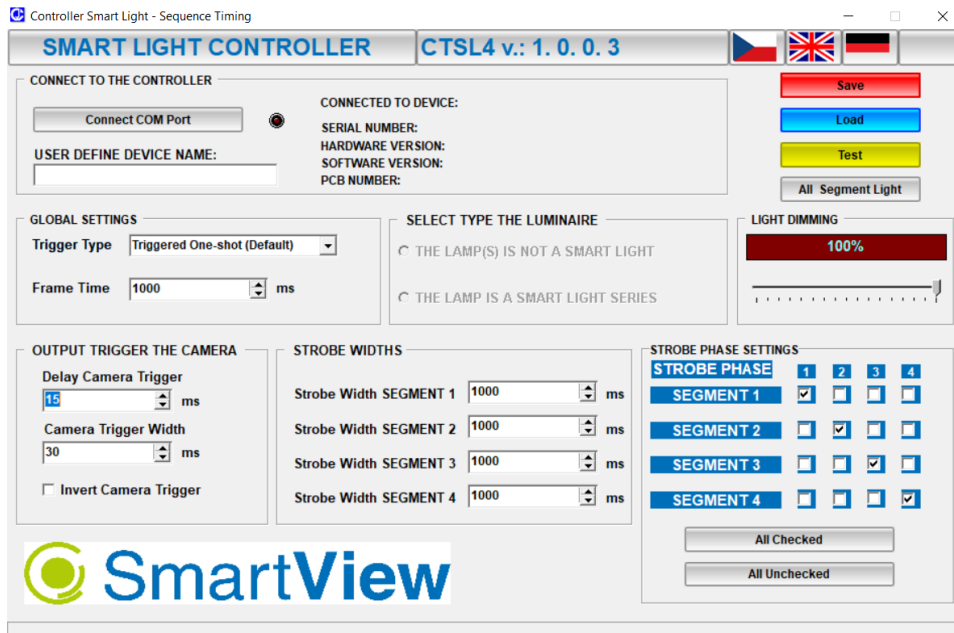 Controller Smart Light - Sequence Timing
SMART LIGHT CONTROLLER
CTSL4 v.: 1. 0. 0. 3
CONNECT TO THE CONTROLLER
Connect COM Port
USER DEFINE DEVICE NAME:
CONNECTED TO DEVICE:
SERIAL NUMBER:
HARDWARE VERSION:
SOFTWARE VERSION:
PCB NUMBER:
Save
Load
Test
All Segment Light
GLOBAL SETTINGS
Trigger Type Triggered One-shot (Default)
Frame Time 1000 ms
SELECT TYPE THE LUMINAIRE
THE LAMP(S) IS NOT A SMART LIGHT
THE LAMP IS A SMART LIGHT SERIES
LIGHT DIMMING
100%
OUTPUT TRIGGER THE CAMERA
Delay Camera Trigger
15 ms
Camera Trigger Width
30 ms
Invert Camera Trigger
STROBE WIDTHS
Strobe Width SEGMENT 1 1000 ms
Strobe Width SEGMENT 2 1000 ms
Strobe Width SEGMENT 3 1000 ms
Strobe Width SEGMENT 4 1000 ms
STROBE PHASE SETTINGS
STROBE PHASE 1 2 3 4
SEGMENT 1
SEGMENT 2
SEGMENT 3
SEGMENT 4
All Checked
All Unchecked
SmartView